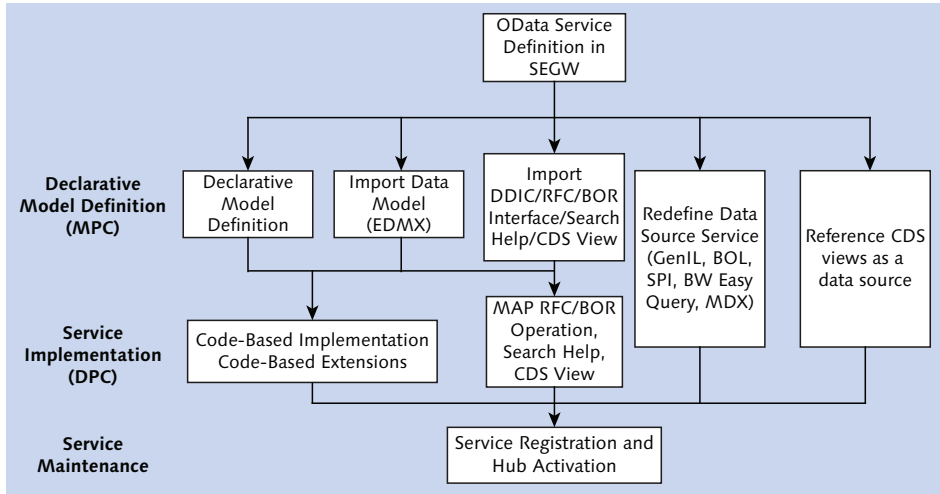 OData Service
Definition in
SEGW
Declarative
Model Definition
(MPC)
Declarative
Model
Definition
Import Data
Model
(EDMX)
Import
DDIC/RFC/BOR
Interface/Search
Help/CDS View
Redefine Data
Source Service
(GenIL, BOL,
SPI, BW Easy
Query, MDX)
Reference CDS
views as a
data source
Service
Implementation
(DPC)
Code-Based Implementation
Code-Based Extensions
MAP RFC/BOR
Operation,
Search Help,
CDS View
Service
Maintenance
Service Registration and
Hub Activation